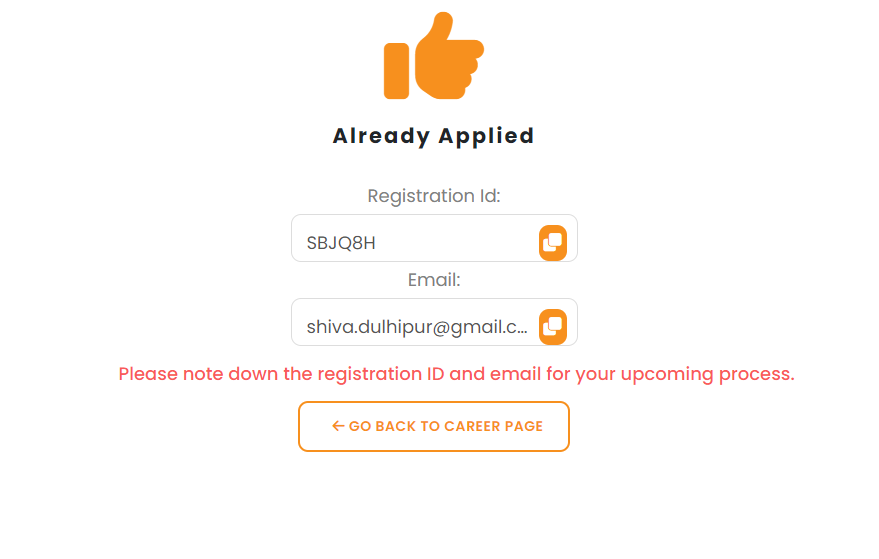 Already Applied
Registration Id:
SBJQ8H
Email:
shiva.dulhipur@gmail.c...
Please note down the registration ID and email for your upcoming process.
← GO BACK TO CAREER PAGE